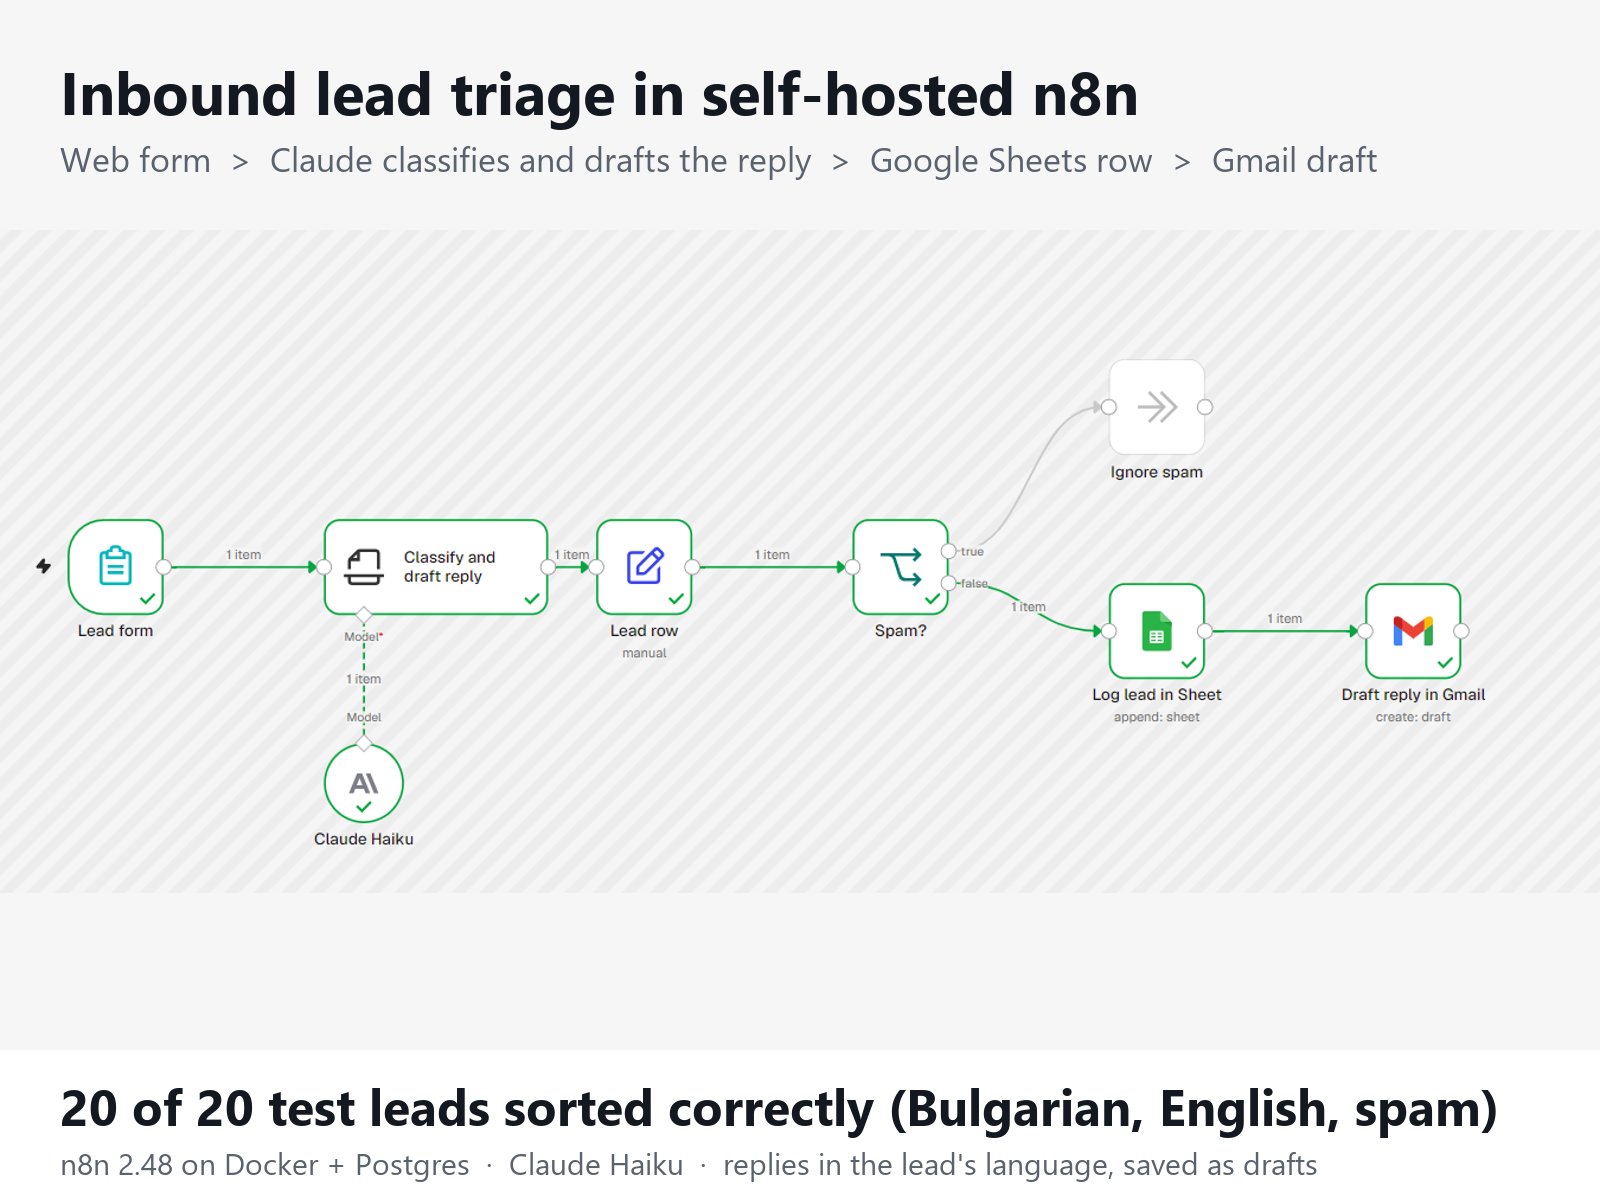 Inbound lead triage in self-hosted n8n
Web form > Claude classifies and drafts the reply > Google Sheets row > Gmail draft
Ignore spam
Lead form
1 item
Classify and
draft reply
Model*
1 item
Model
Claude Haiku
1 item
Lead row
manual
1 item
Spam?
true
false
1 item
Log lead in Sheet
append: sheet
1 item
Draft reply in Gmail
create: draft
20 of 20 test leads sorted correctly (Bulgarian, English, spam)
n8n 2.48 on Docker + Postgres · Claude Haiku · replies in the lead's language, saved as drafts